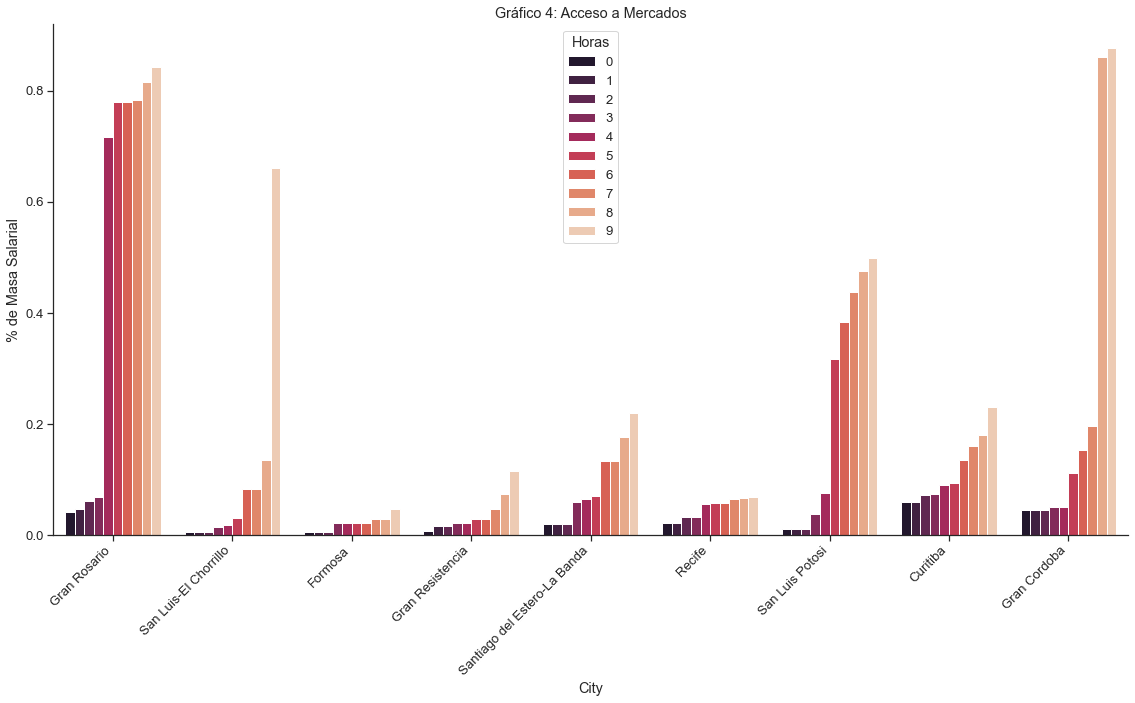 Gráfico 4: Acceso a Mercados
Horas
0
1
2
3
4
5
6
7
8
9
% de Masa Salarial
0.8
0.6
0.4
0.2
0.0
Gran Rosario
San Luis-El Chorrillo
Formosa
Gran Resistencia
Santiago del Estero-La Banda
Recife
San Luis Potosi
Curitiba
Gran Cordoba
City